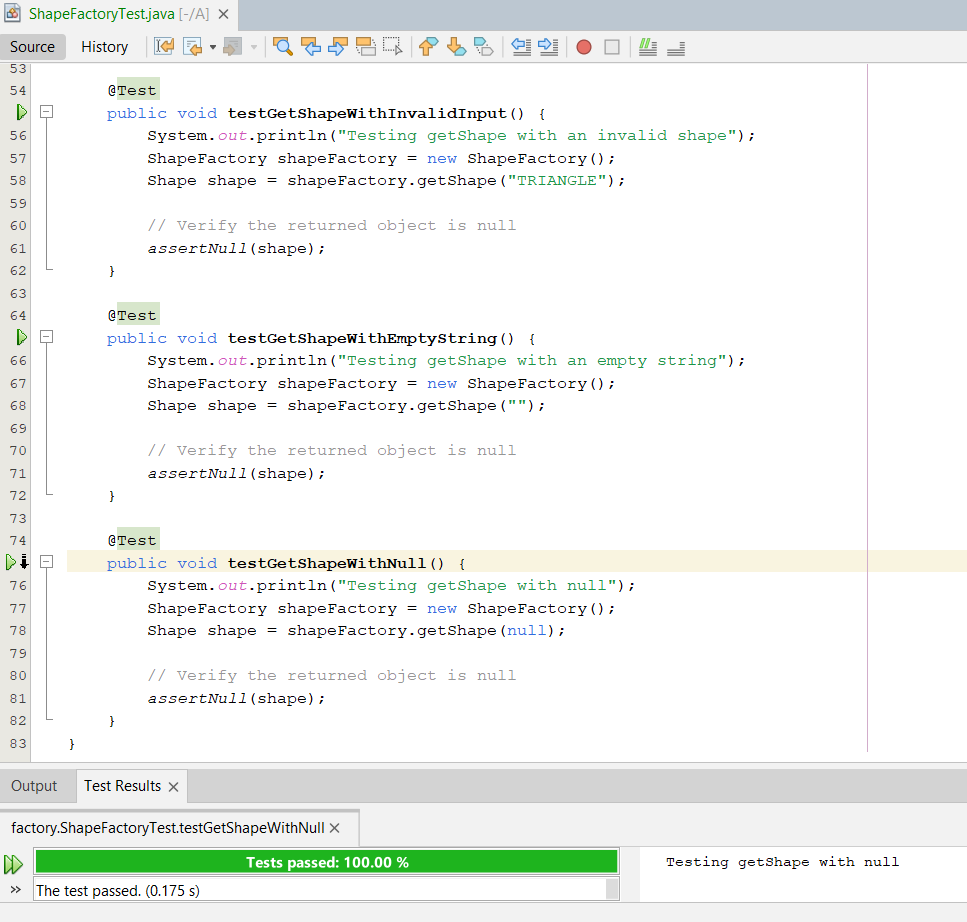 ShapeFactoryTest.java [-/A] ×
Source History
53
54 @Test
public void testGetShapeWithInvalidInput() {
56 System.out.println("Testing getShape with an invalid shape");
57 ShapeFactory shapeFactory = new ShapeFactory();
58 Shape shape = shapeFactory.getShape("TRIANGLE");
59
60 // Verify the returned object is null
61 assertNull(shape);
62 }
63
64 @Test
public void testGetShapeWithEmptyString() {
66 System.out.println("Testing getShape with an empty string");
67 ShapeFactory shapeFactory = new ShapeFactory();
68 Shape shape = shapeFactory.getShape("");
69
70 // Verify the returned object is null
71 assertNull(shape);
72 }
73
74 @Test
public void testGetShapeWithNull() {
76 System.out.println("Testing getShape with null");
77 ShapeFactory shapeFactory = new ShapeFactory();
78 Shape shape = shapeFactory.getShape(null);
79
80 // Verify the returned object is null
81 assertNull(shape);
82 }
83 }
Output Test Results ×
factory.ShapeFactoryTest.testGetShapeWithNull ×
Tests passed: 100.00 %
The test passed. (0.175 s)
Testing getShape with null